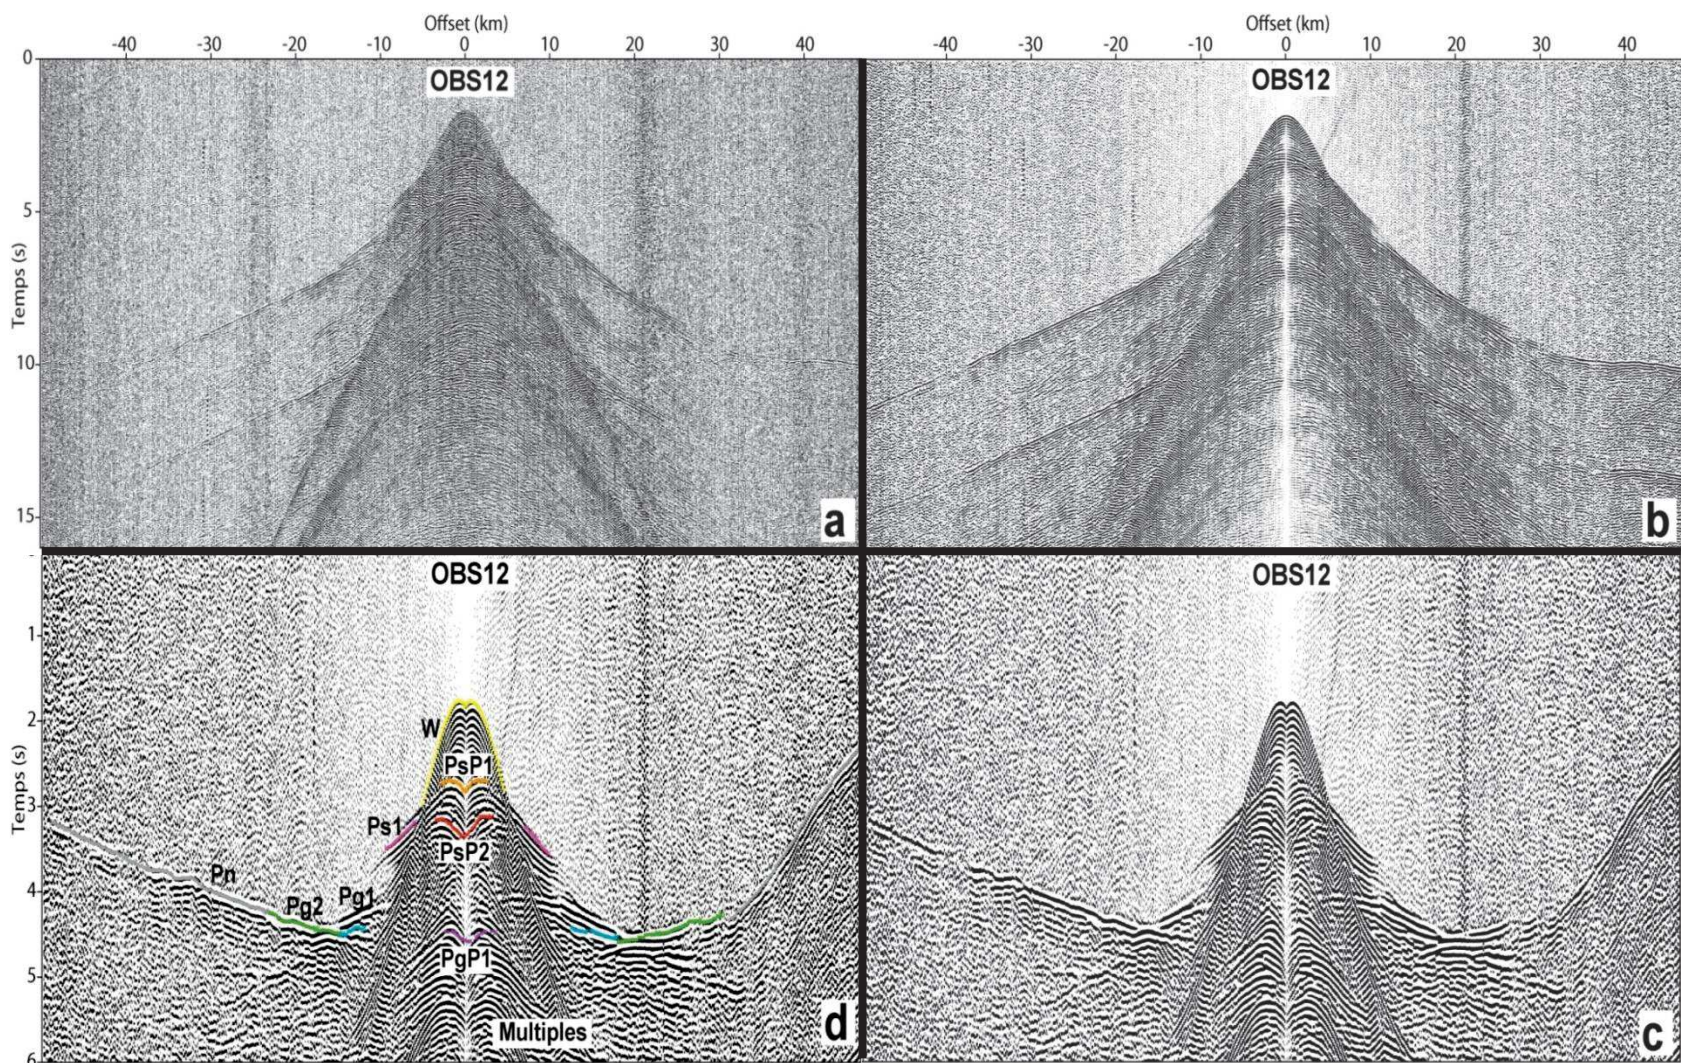 Offset (km)
Offset (km)
-40 -30 -20 -10 0 10 20 30 40
-40 -30 -20 -10 0 10 20 30 40
0
OBS12
OBS12
5
Temps (s)
10
15
a
b
OBS12
OBS12
1
2
W
PsP1
Temps (s)
3
Ps1
PsP2
Pn
4
Pg2
Pg1
PgP1
5
Multiples
d
c
6